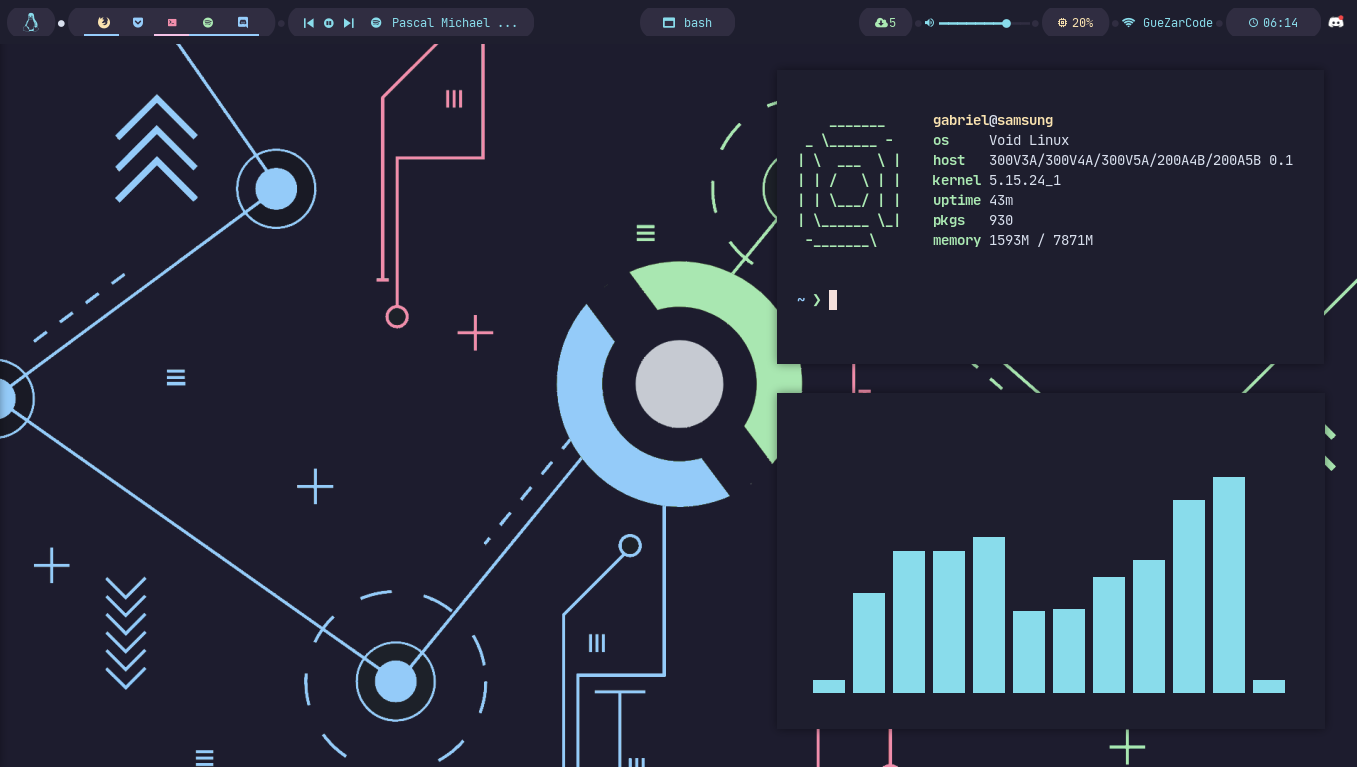 Pascal Michael ...
bash
5
20%
GueZarCode
06:14
gabriel@samsung
os Void Linux
host 300V3A/300V4A/300V5A/200A4B/200A5B 0.1
kernel 5.15.24_1
uptime 43m
pkgs 930
memory 1593M / 7871M
~ ❯